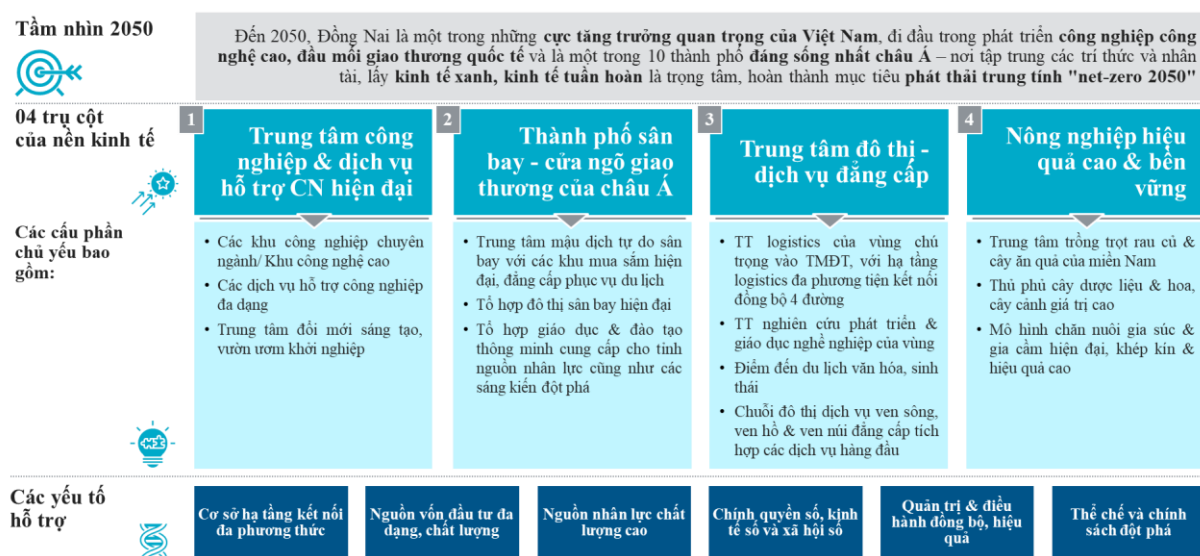 Tầm nhìn 2050
Đến 2050, Đồng Nai là một trong những cực tăng trưởng quan trọng của Việt Nam, đi đầu trong phát triển công nghiệp công
nghệ cao, đầu mối giao thương quốc tế và là một trong 10 thành phố đáng sống nhất châu Á – nơi tập trung các trí thức và nhân
tài, lấy kinh tế xanh, kinh tế tuần hoàn là trọng tâm, hoàn thành mục tiêu phát thải trung tính "net-zero 2050"
04 trụ cột
của nền kinh tế
1
Trung tâm công
nghiệp & dịch vụ
hỗ trợ CN hiện đại
2
Thành phố sân
bay - cửa ngõ giao
thương của châu Á
3
Trung tâm đô thị -
dịch vụ đẳng cấp
4
Nông nghiệp hiệu
quả cao & bền
vững
Các cấu phần
chủ yếu bao
gồm:
• Các khu công nghiệp chuyên
ngành/ Khu công nghệ cao
• Các dịch vụ hỗ trợ công nghiệp
đa dạng
• Trung tâm đổi mới sáng tạo,
vườn ươm khởi nghiệp
• Trung tâm mậu dịch tự do sân
bay với các khu mua sắm hiện
đại, đẳng cấp phục vụ du lịch
• Tổ hợp đô thị sân bay hiện đại
• Tổ hợp giáo dục & đào tạo
thông minh cung cấp cho tỉnh
nguồn nhân lực cũng như các
sáng kiến đột phá
• TT logistics của vùng chú
trọng vào TMĐT, với hạ tầng
logistics đa phương tiện kết nối
đồng bộ 4 đường
• TT nghiên cứu phát triển &
giáo dục nghề nghiệp của vùng
• Điểm đến du lịch văn hóa, sinh
thái
• Chuỗi đô thị dịch vụ ven sông,
ven hồ & ven núi đẳng cấp tích
hợp các dịch vụ hàng đầu
• Trung tâm trồng trọt rau củ &
cây ăn quả của miền Nam
• Thủ phủ cây dược liệu & hoa,
cây cảnh giá trị cao
• Mô hình chăn nuôi gia súc &
gia cầm hiện đại, khép kín &
hiệu quả cao
Các yếu tố
hỗ trợ
Cơ sở hạ tầng kết nối
đa phương thức
Nguồn vốn đầu tư đa
dạng, chất lượng
Nguồn nhân lực chất
lượng cao
Chính quyền số, kinh
tế số và xã hội số
Quản trị & điều
hành đồng bộ, hiệu
quả
Thể chế và chính
sách đột phá